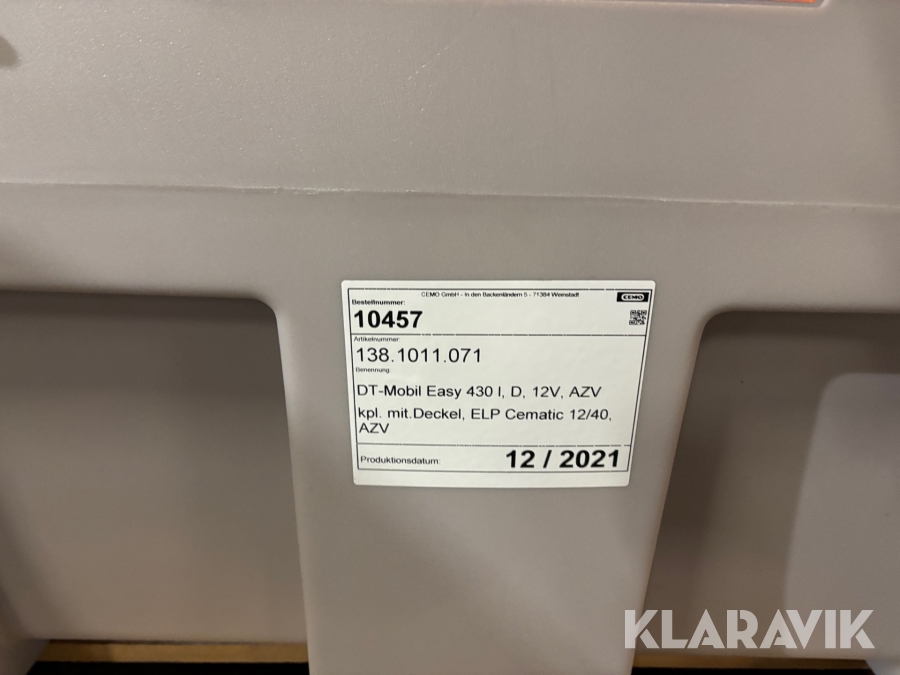 CEMO GmbH - In den Backenländern 5 - 71384 Weinstadt
CEMO
Bestellnummer:
10457
Artikelnummer:
138.1011.071
Benennung:
DT-Mobil Easy 430 l, D, 12V, AZV
kpl. mit.Deckel, ELP Cematic 12/40,
AZV
Produktionsdatum:
12 / 2021
KLARAVIK